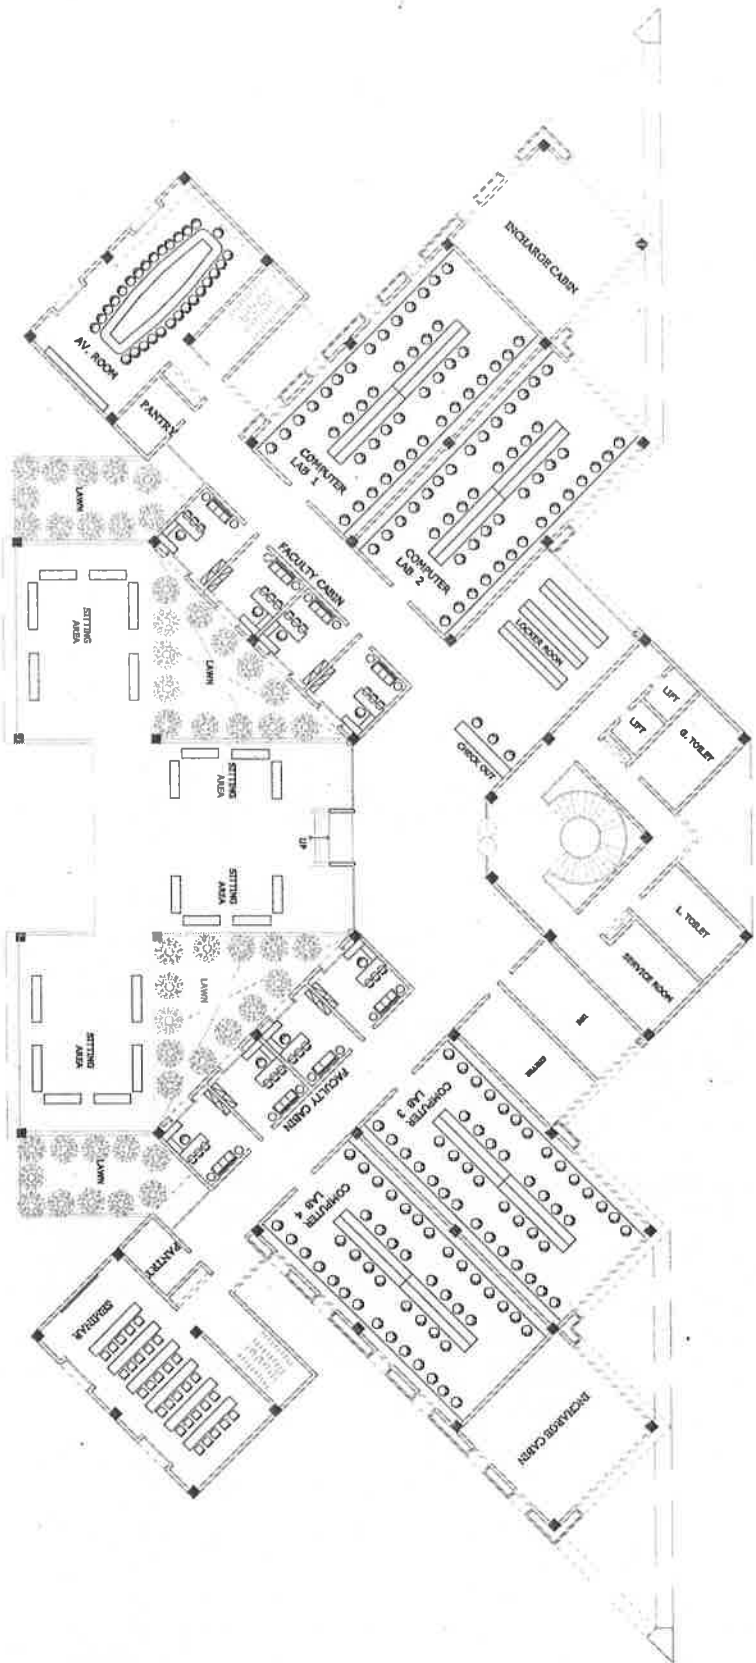 INCHARGE CABIN
AV. ROOM
PANTRY
COMPUTER
LAB 1
COMPUTER
LAB 2
LAWN
FACULTY CABIN
SITTING
AREA
LAWN
LOCKER ROOM
LIFT
LIFT
G. TOILET
CHECK OUT
SITTING
AREA
UP
SITTING
AREA
L. TOILET
SERVICE ROOM
LAWN
SITTING
AREA
FACULTY CABIN
COMPUTER
LAB 3
COMPUTER
LAB 4
LAWN
PANTRY
SEMINAR
INCHARGE CABIN